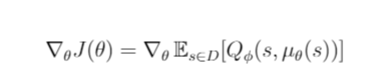 ∇θJ(θ) = ∇θ 𝔼s∈D[Qϕ(s, μθ(s))]